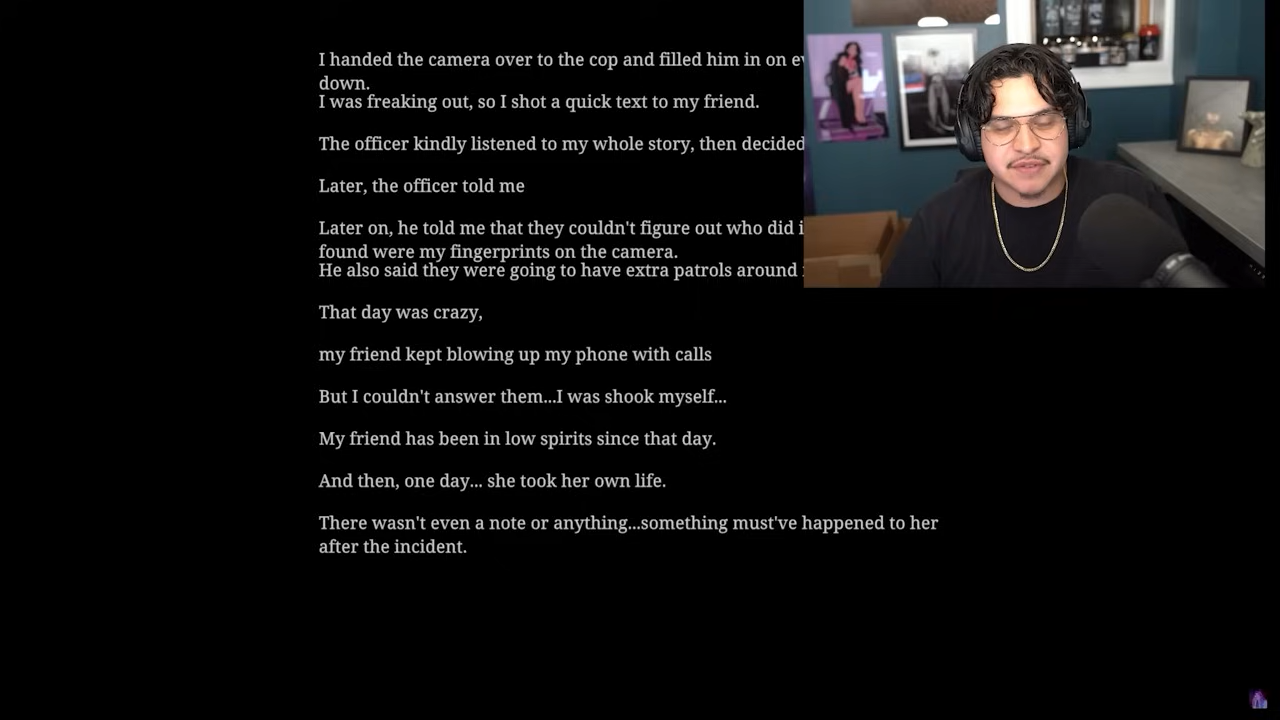 I handed the camera over to the cop and filled him in on
down.
I was freaking out, so I shot a quick text to my friend.
The officer kindly listened to my whole story, then decided
Later, the officer told me
Later on, he told me that they couldn't figure out who did
found were my fingerprints on the camera.
He also said they were going to have extra patrols around
That day was crazy,
my friend kept blowing up my phone with calls
But I couldn't answer them...I was shook myself...
My friend has been in low spirits since that day.
And then, one day... she took her own life.
There wasn't even a note or anything...something must've happened to her
after the incident.